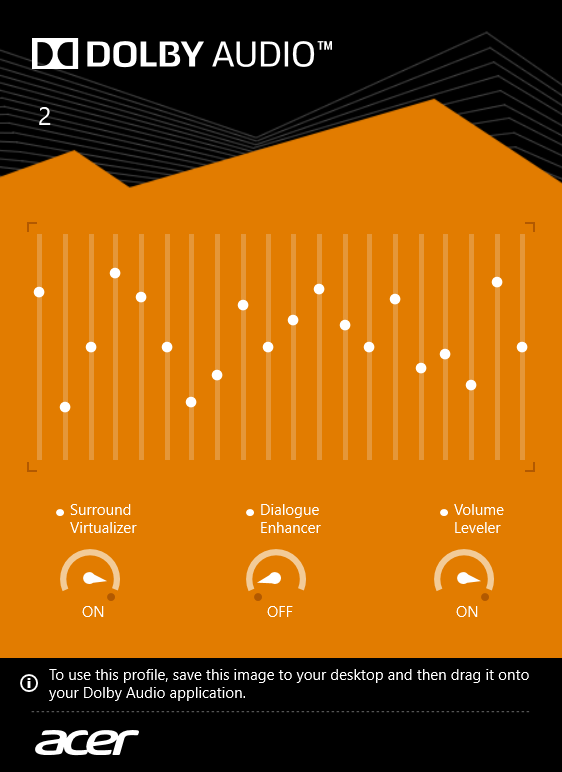 DOLBY AUDIO™
2
Surround
Virtualizer
Dialogue
Enhancer
Volume
Leveler
ON
OFF
ON
To use this profile, save this image to your desktop and then drag it onto
your Dolby Audio application.
acer